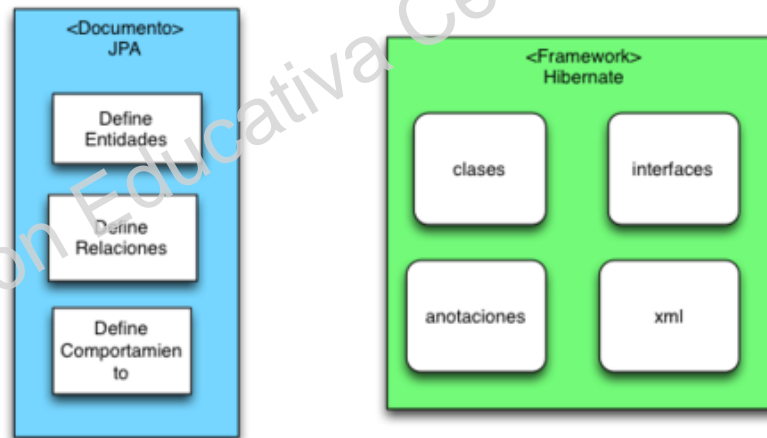 <Documento>
JPA
Define
Entidades
Define
Relaciones
Define
Comportamien
to
<Framework>
Hibernate
clases
interfaces
anotaciones
xml
Educativa